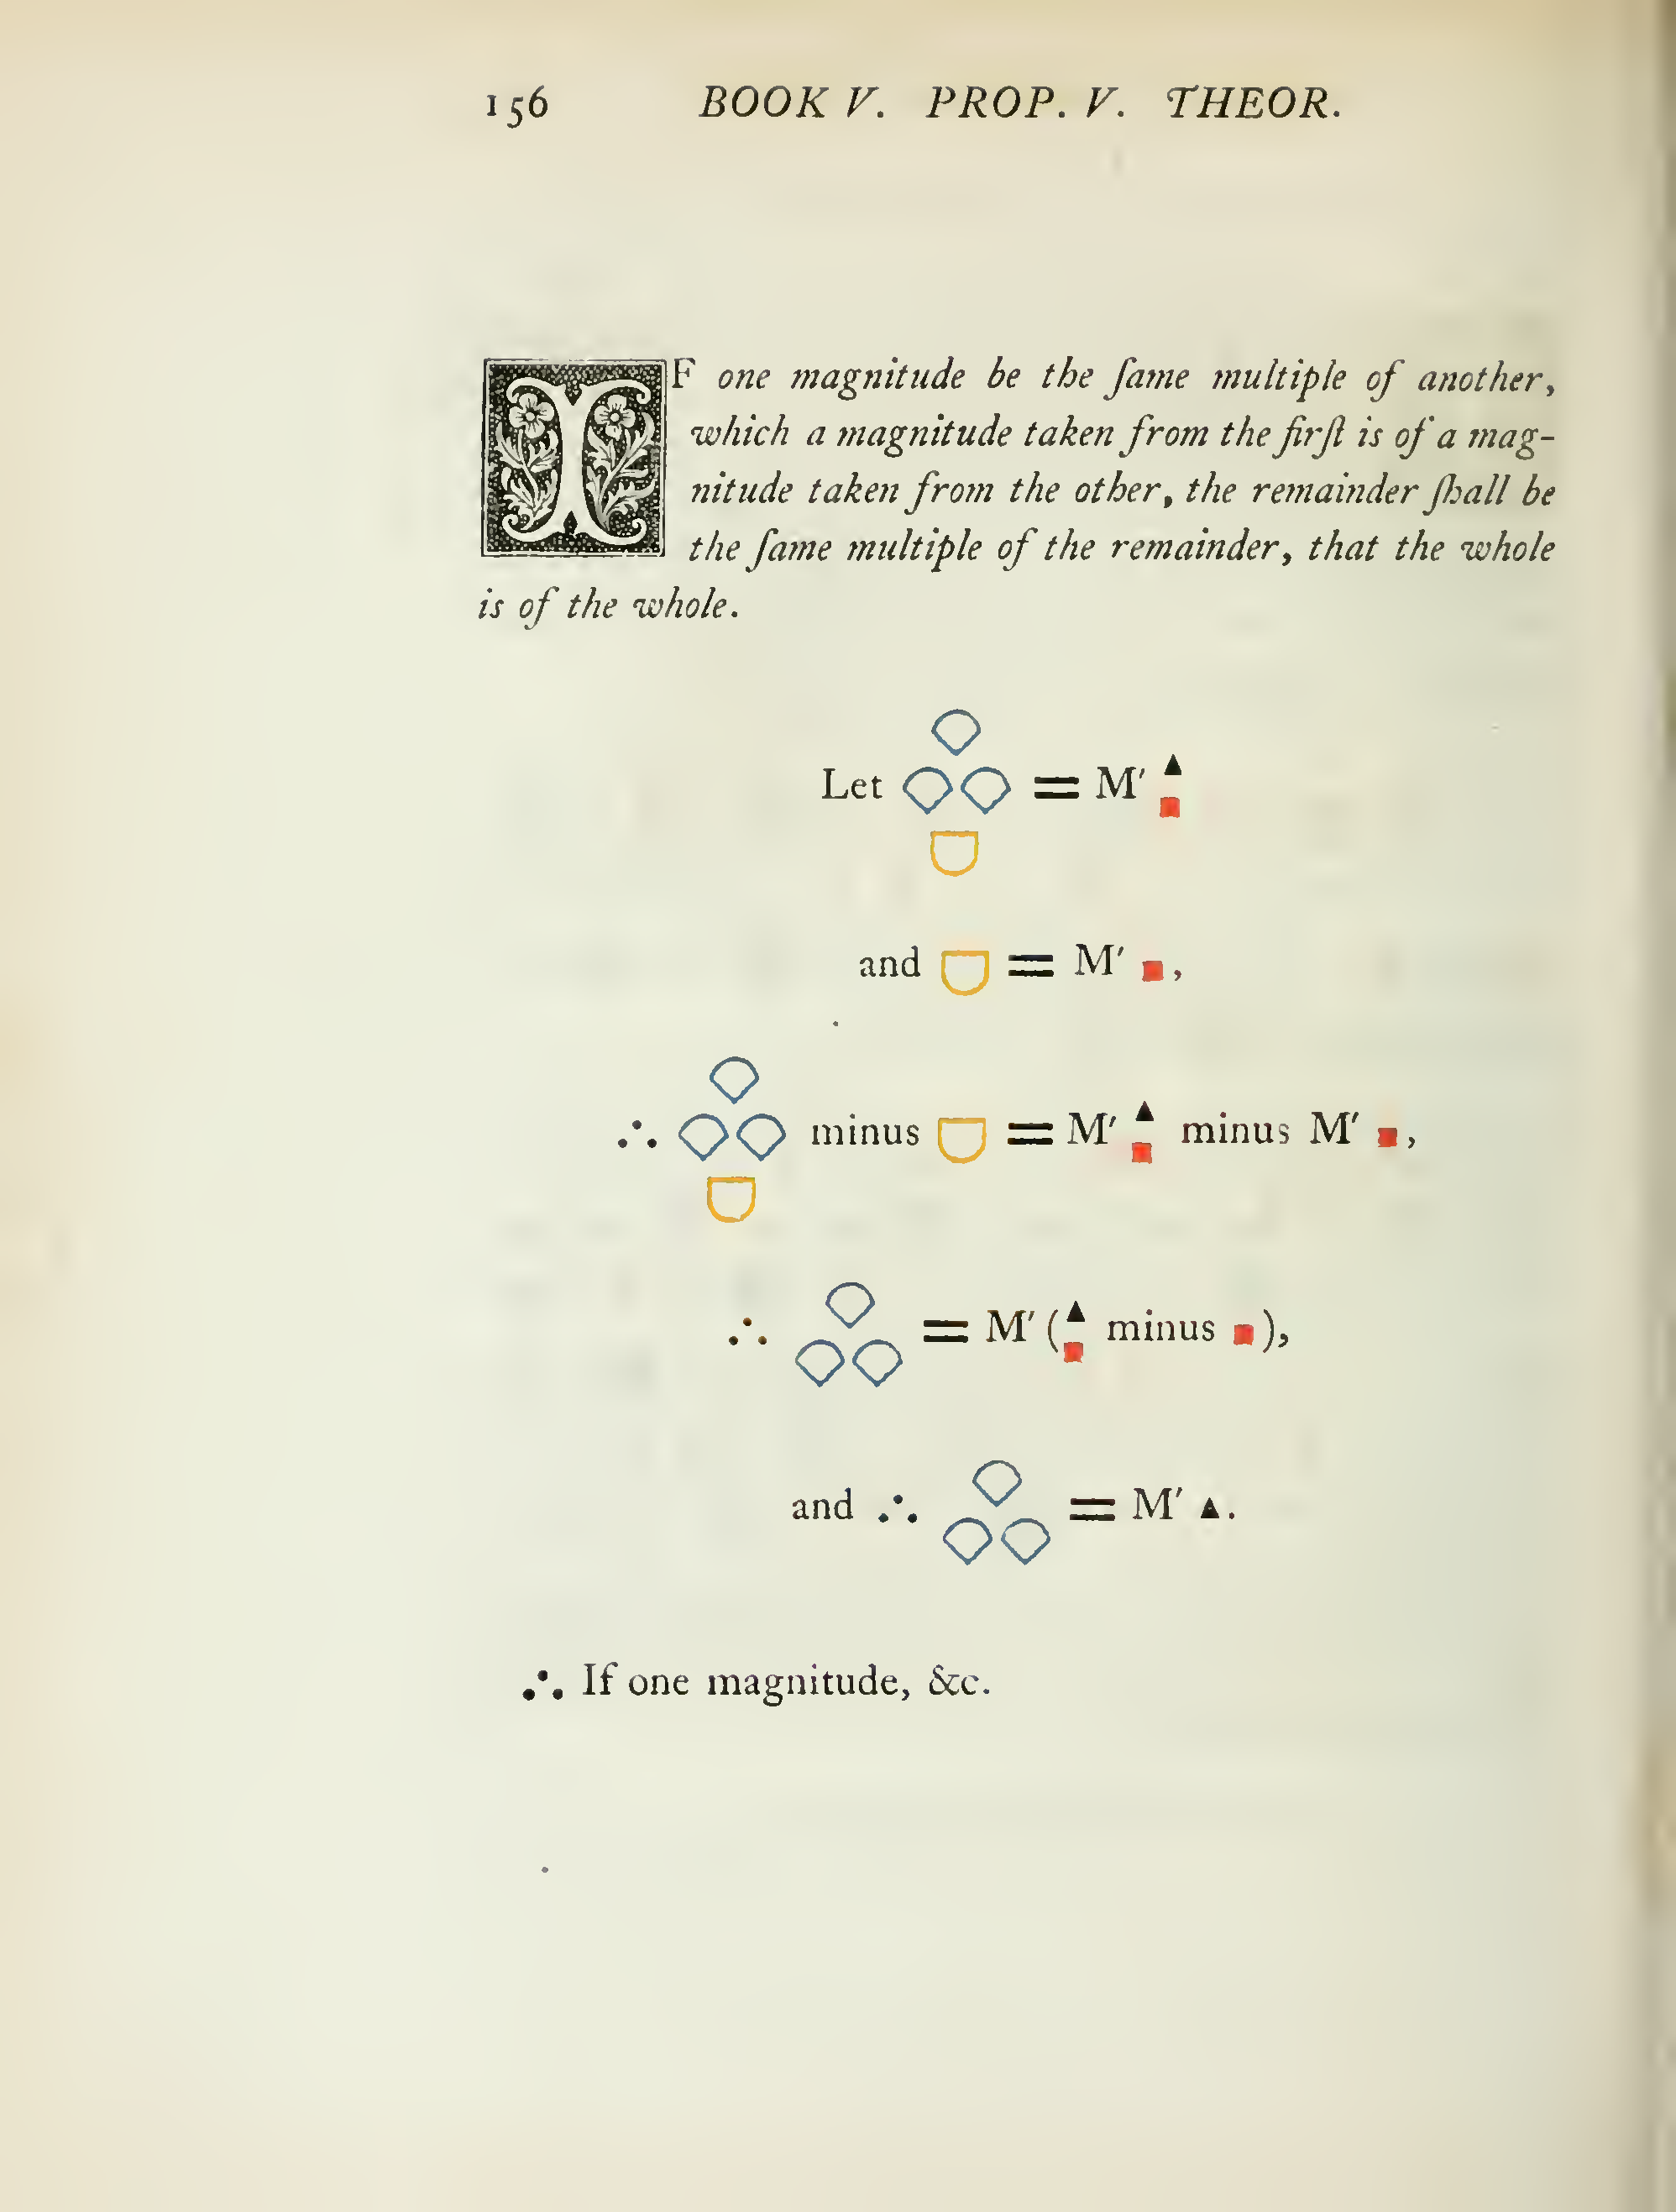 156 BOOK V. PROP. V. THEOR.
IF one magnitude be the ſame multiple of another,
which a magnitude taken from the firſt is of a mag-
nitude taken from the other, the remainder ſhall be
the ſame multiple of the remainder, that the whole
is of the whole.
Let = M′
and = M′ ,
∴ minus = M′ minus M′ ,
∴ = M′ ( minus ),
and ∴ = M′ .
∴ If one magnitude, &c.